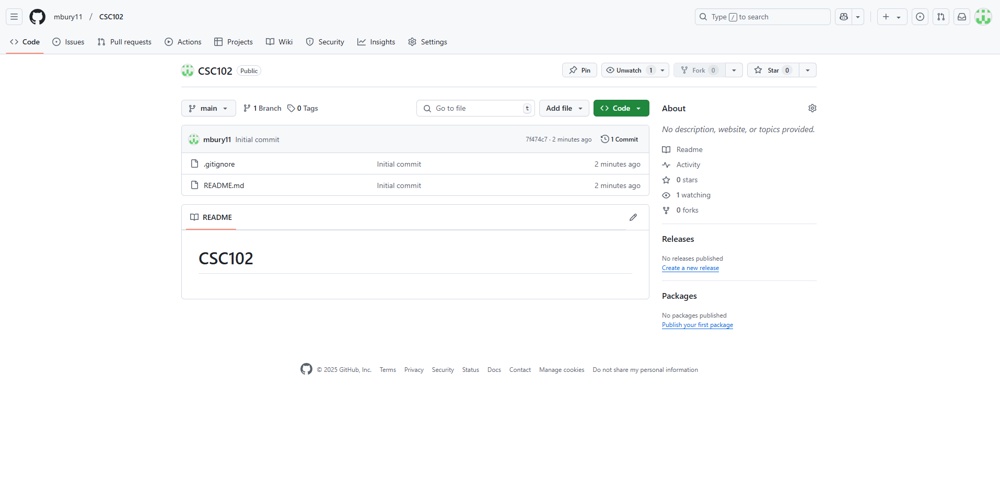 mbury11 / CSC102
Type / to search
Code Issues Pull requests Actions Projects Wiki Security Insights Settings
CSC102 Public
Pin Unwatch 1 Fork 0 Star 0
main 1 Branch 0 Tags Go to file t Add file Code
mbury11 Initial commit 7f474c7 · 2 minutes ago 1 Commit
.gitignore Initial commit 2 minutes ago
README.md Initial commit 2 minutes ago
README
CSC102
About
No description, website, or topics provided.
Readme
Activity
0 stars
1 watching
0 forks
Releases
No releases published
Create a new release
Packages
No packages published
Publish your first package
© 2025 GitHub, Inc. Terms Privacy Security Status Docs Contact Manage cookies Do not share my personal information